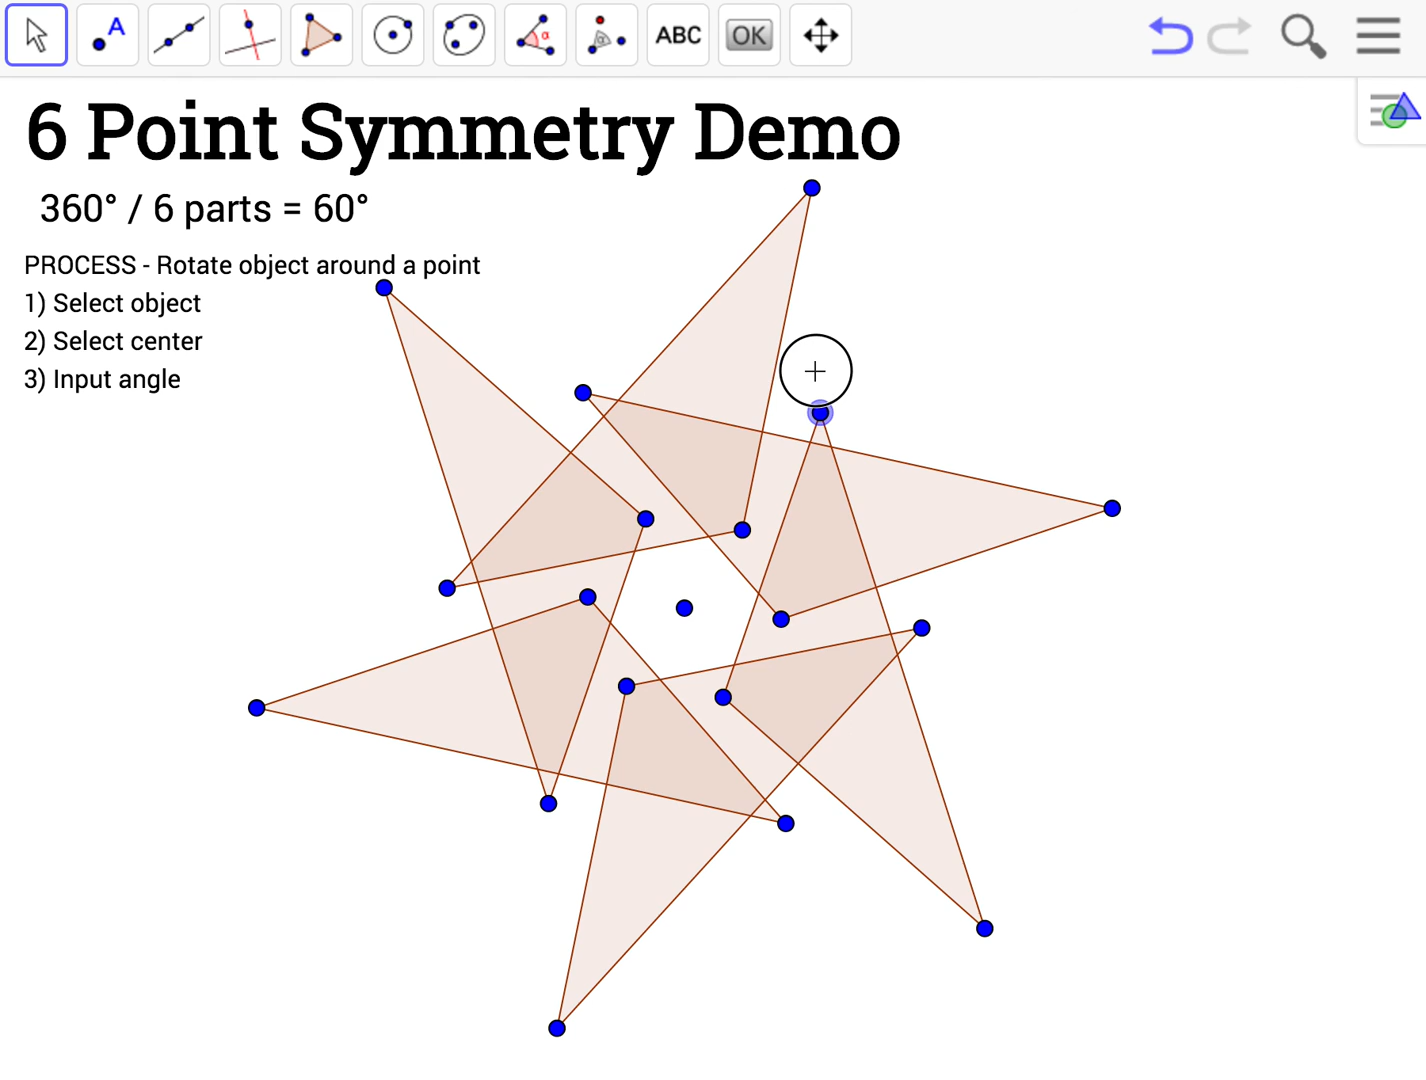 A
α
α
ABC
OK
6 Point Symmetry Demo
360° / 6 parts = 60°
PROCESS - Rotate object around a point
1) Select object
2) Select center
3) Input angle